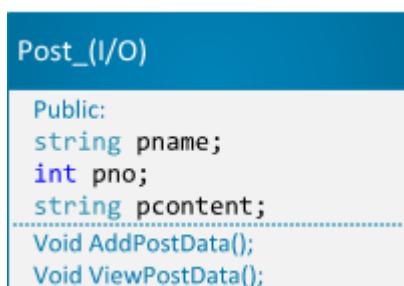 Post_(I/O)
Public:
string pname;
int pno;
string pcontent;
Void AddPostData();
Void ViewPostData();